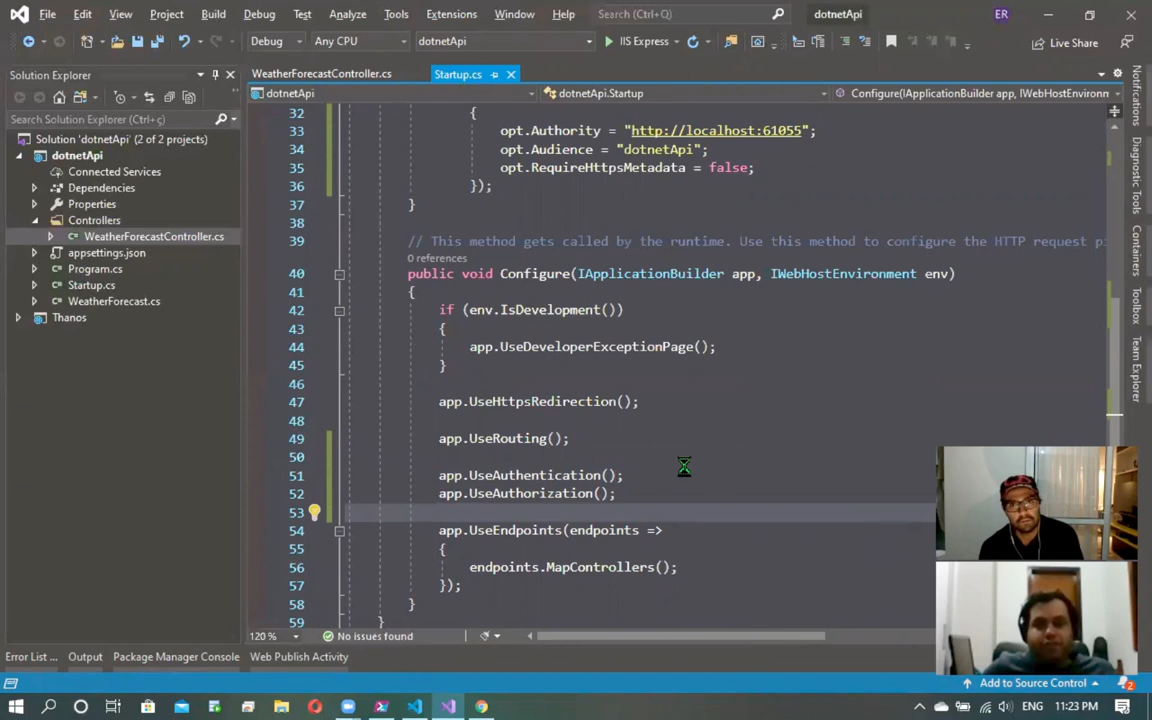 File Edit View Project Build Debug Test Analyze Tools Extensions Window Help Search (Ctrl+Q) dotnetApi ER
Debug Any CPU dotnetApi IIS Express Live Share
Solution Explorer
Search Solution Explorer (Ctrl+ç)
Solution 'dotnetApi' (2 of 2 projects)
dotnetApi
Connected Services
Dependencies
Properties
Controllers
WeatherForecastController.cs
appsettings.json
Program.cs
Startup.cs
WeatherForecast.cs
Thanos
WeatherForecastController.cs Startup.cs
dotnetApi dotnetApi.Startup Configure(IApplicationBuilder app, IWebHostEnvironm
32 {
33 opt.Authority = "http://localhost:61055";
34 opt.Audience = "dotnetApi";
35 opt.RequireHttpsMetadata = false;
36 });
37 }
38
39 // This method gets called by the runtime. Use this method to configure the HTTP request pi
0 references
40 public void Configure(IApplicationBuilder app, IWebHostEnvironment env)
41 {
42 if (env.IsDevelopment())
43 {
44 app.UseDeveloperExceptionPage();
45 }
46
47 app.UseHttpsRedirection();
48
49 app.UseRouting();
50
51 app.UseAuthentication();
52 app.UseAuthorization();
53
54 app.UseEndpoints(endpoints =>
55 {
56 endpoints.MapControllers();
57 });
58 }
59 }
120 % No issues found
Notifications
Diagnostic Tools
Containers
Toolbox
Team Explorer
Error List ... Output Package Manager Console Web Publish Activity
Add to Source Control 2
ENG 11:23 PM